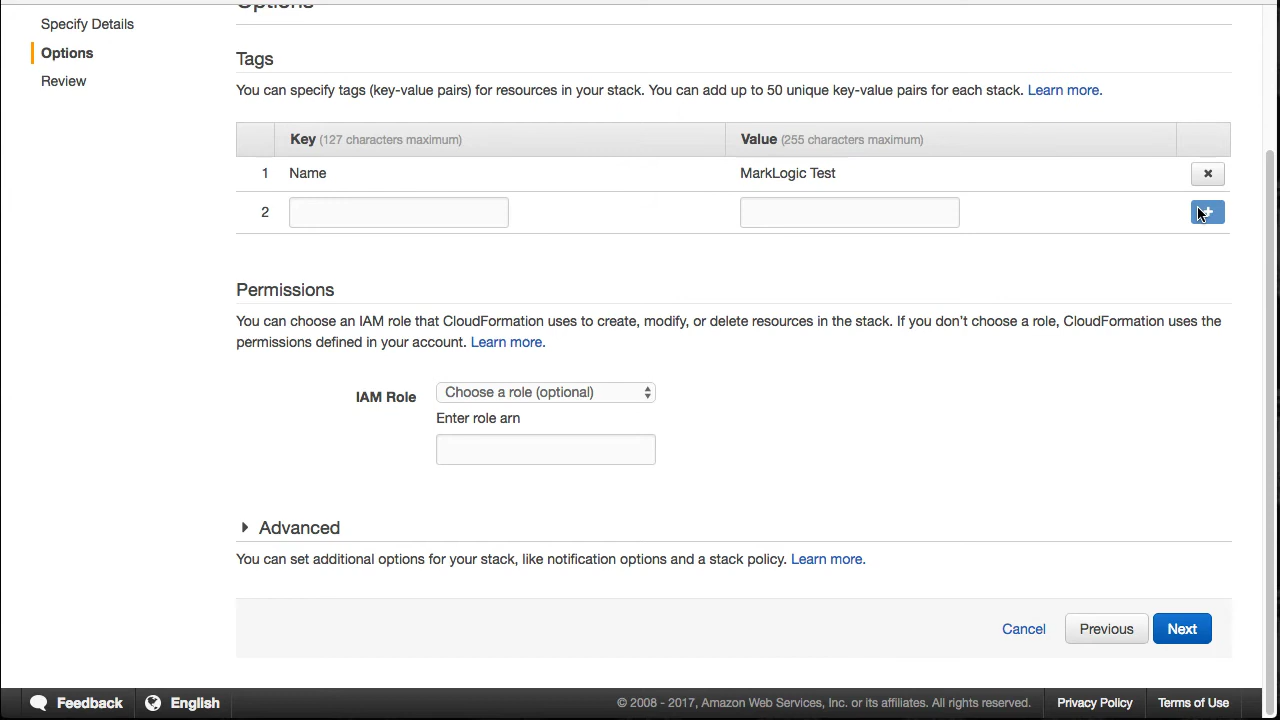 Specify Details
Options
Review
Options
Tags
You can specify tags (key-value pairs) for resources in your stack. You can add up to 50 unique key-value pairs for each stack. Learn more.
Key (127 characters maximum) Value (255 characters maximum)
1 Name MarkLogic Test
2
Permissions
You can choose an IAM role that CloudFormation uses to create, modify, or delete resources in the stack. If you don't choose a role, CloudFormation uses the
permissions defined in your account. Learn more.
IAM Role Choose a role (optional)
Enter role arn
Advanced
You can set additional options for your stack, like notification options and a stack policy. Learn more.
Cancel Previous Next
Feedback English © 2008 - 2017, Amazon Web Services, Inc. or its affiliates. All rights reserved. Privacy Policy Terms of Use